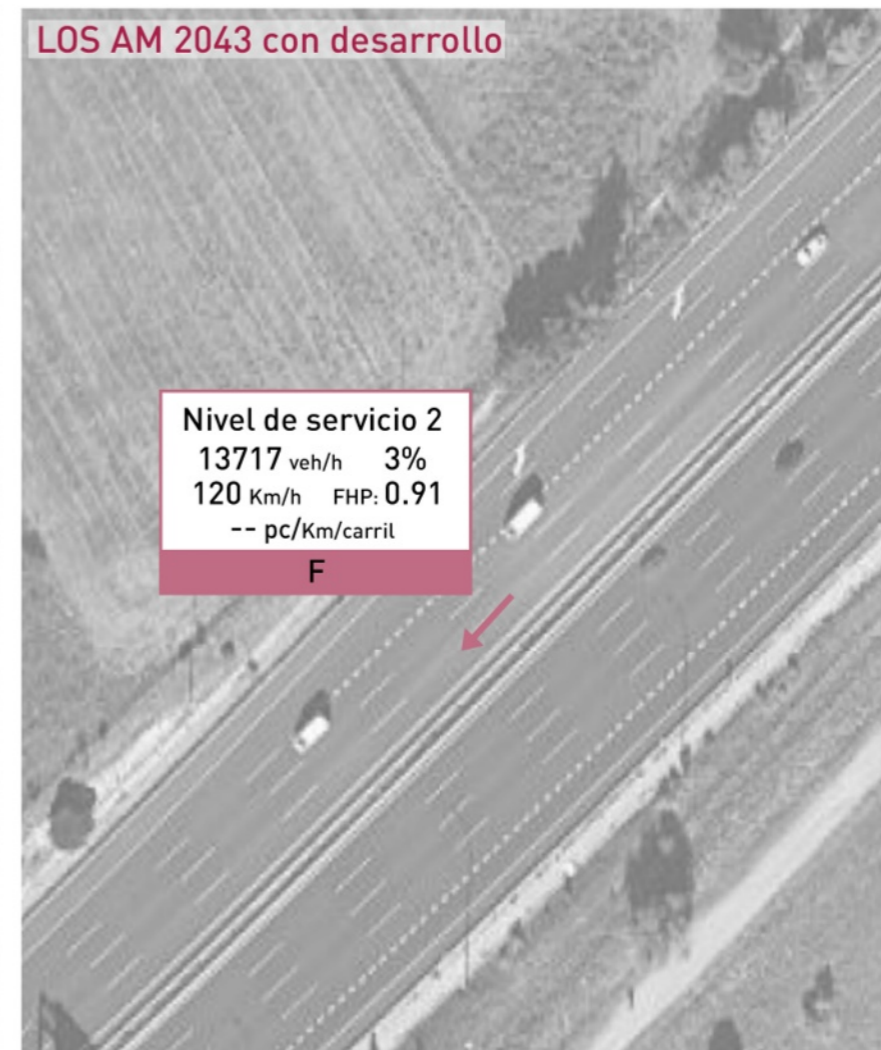 LOS AM 2043 con desarrollo
Nivel de servicio 2
13717 veh/h 3%
120 Km/h FHP: 0.91
-- pc/Km/carril
F